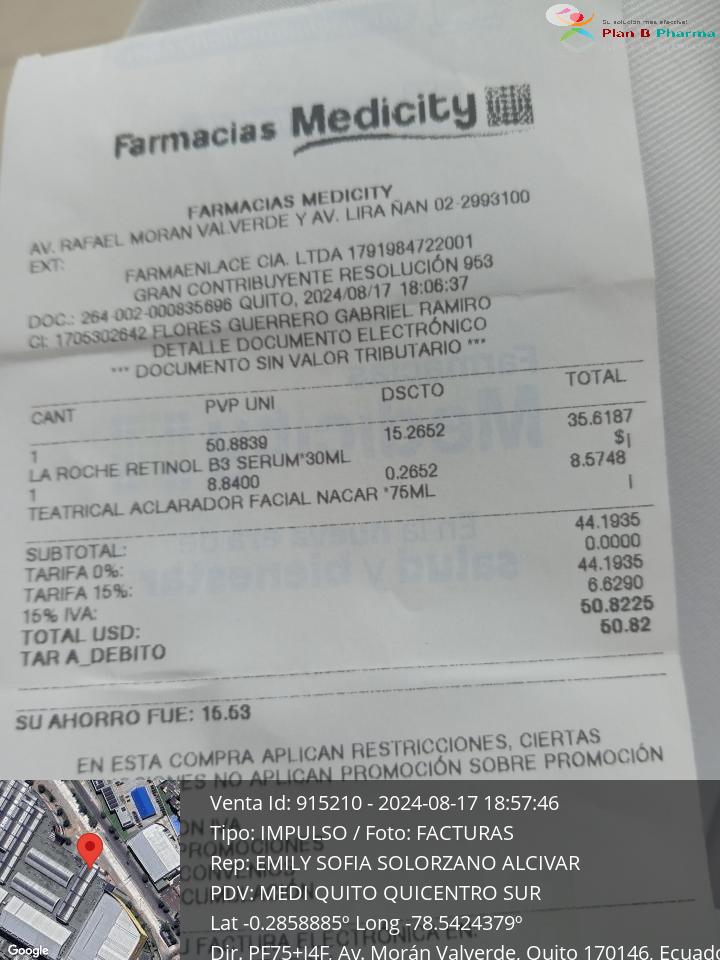 Su solución más efectiva!
Plan B Pharma
Farmacias Medicity
FARMACIAS MEDICITY
AV. RAFAEL MORAN VALVERDE Y AV. LIRA ÑAN 02-2993100
EXT:
FARMAENLACE CIA. LTDA 1791984722001
GRAN CONTRIBUYENTE RESOLUCIÓN 953
DOC.: 264-002-000835696 QUITO, 2024/08/17 18:06:37
CI: 1705302642 FLORES GUERRERO GABRIEL RAMIRO
DETALLE DOCUMENTO ELECTRÓNICO
*** DOCUMENTO SIN VALOR TRIBUTARIO ***
CANT PVP UNI DSCTO TOTAL
1 50.8839 15.2652 35.6187
LA ROCHE RETINOL B3 SERUM*30ML $|
1 8.8400 0.2652 8.5748
TEATRICAL ACLARADOR FACIAL NACAR *75ML |
SUBTOTAL: 44.1935
TARIFA 0%: 0.0000
TARIFA 15%: 44.1935
15% IVA: 6.6290
TOTAL USD: 50.8225
TAR A_DEBITO 50.82
SU AHORRO FUE: 16.63
EN ESTA COMPRA APLICAN RESTRICCIONES, CIERTAS
NO APLICAN PROMOCIÓN SOBRE PROMOCIÓN
Venta Id: 915210 - 2024-08-17 18:57:46
Tipo: IMPULSO / Foto: FACTURAS
Rep: EMILY SOFIA SOLORZANO ALCIVAR
PDV: MEDI QUITO QUICENTRO SUR
Lat -0.2858885º Long -78.5424379º
Dir. PF75+J4F, Av. Morán Valverde, Quito 170146, Ecuado
Google